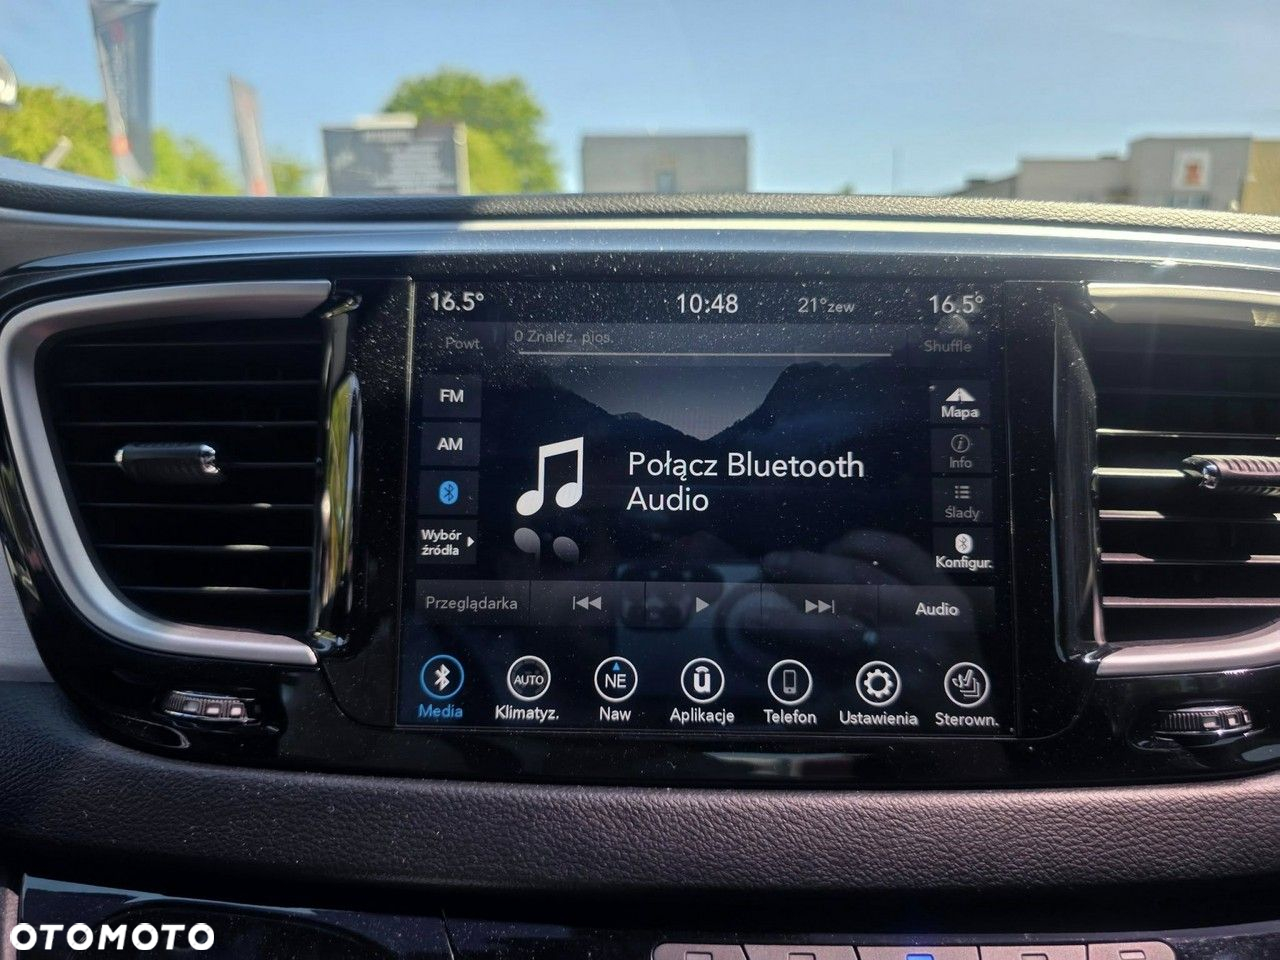 16.5° 10:48 21°zew 16.5°
Powt. 0 Znalez. pios. Shuffle
FM
AM
Wybór
źródła
Połącz Bluetooth
Audio
Mapa
Info
Ślady
Konfigur.
Przeglądarka Audio
AUTO NE
Media Klimatyz. Naw Aplikacje Telefon Ustawienia Sterown.
OTOMOTO